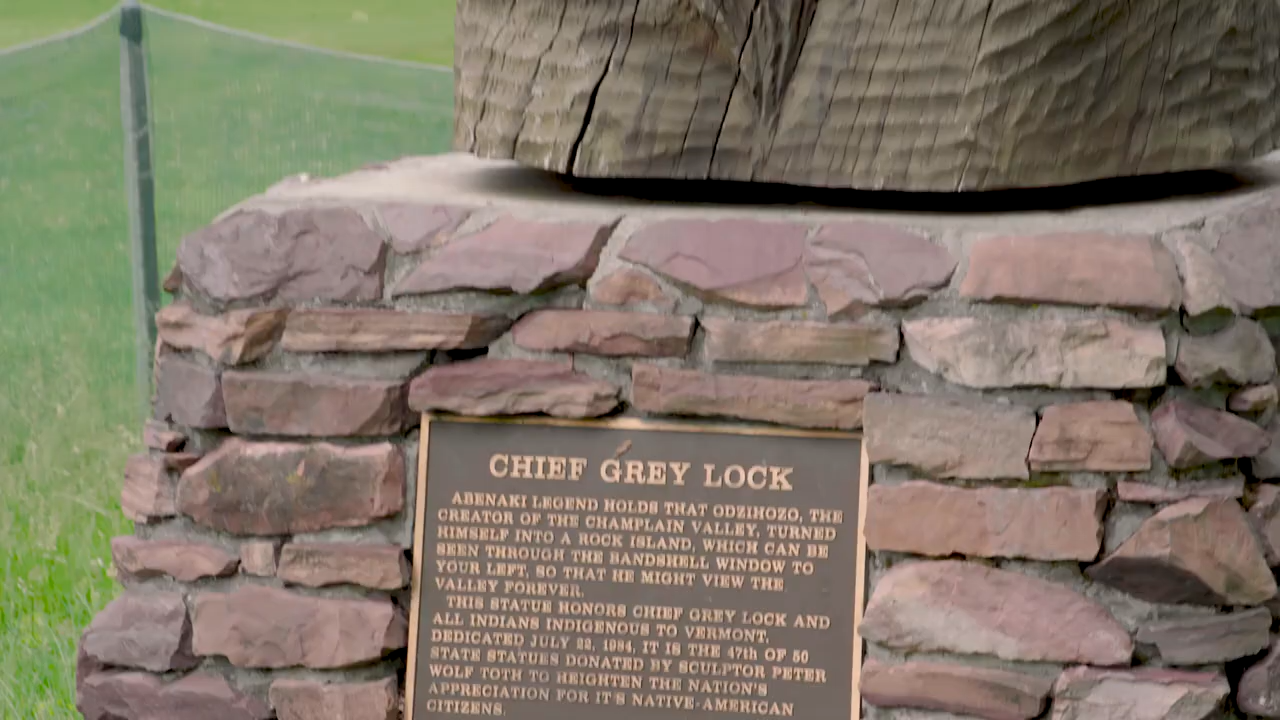 CHIEF GREY LOCK
ABENAKI LEGEND HOLDS THAT ODZIHOZO, THE
CREATOR OF THE CHAMPLAIN VALLEY, TURNED
HIMSELF INTO A ROCK ISLAND, WHICH CAN BE
SEEN THROUGH THE BANDSHELL WINDOW TO
YOUR LEFT, SO THAT HE MIGHT VIEW THE
VALLEY FOREVER.
THIS STATUE HONORS CHIEF GREY LOCK AND
ALL INDIANS INDIGENOUS TO VERMONT.
DEDICATED JULY 22, 1984, IT IS THE 47th OF 50
STATE STATUES DONATED BY SCULPTOR PETER
WOLF TOTH TO HEIGHTEN THE NATION'S
APPRECIATION FOR IT'S NATIVE-AMERICAN
CITIZENS.